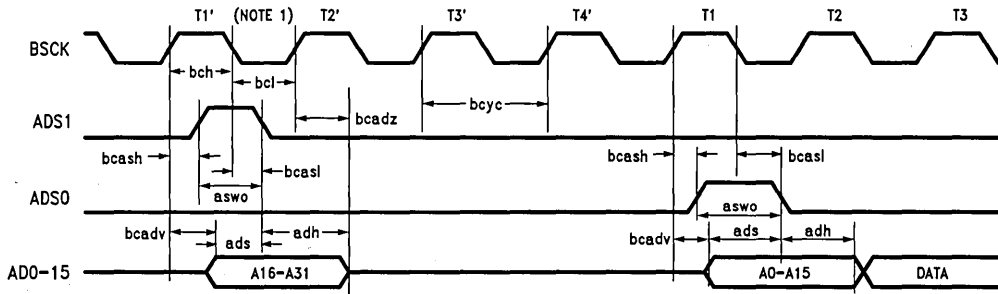 T1' (NOTE 1) T2' T3' T4' T1 T2 T3
BSCK
bch bcl bcyc
bcadz
ADS1
bcash bcasl bcash bcasl
aswo
ADS0
aswo
bcadv ads adh bcadv ads adh
AD0-15 A16-A31 A0-A15 DATA